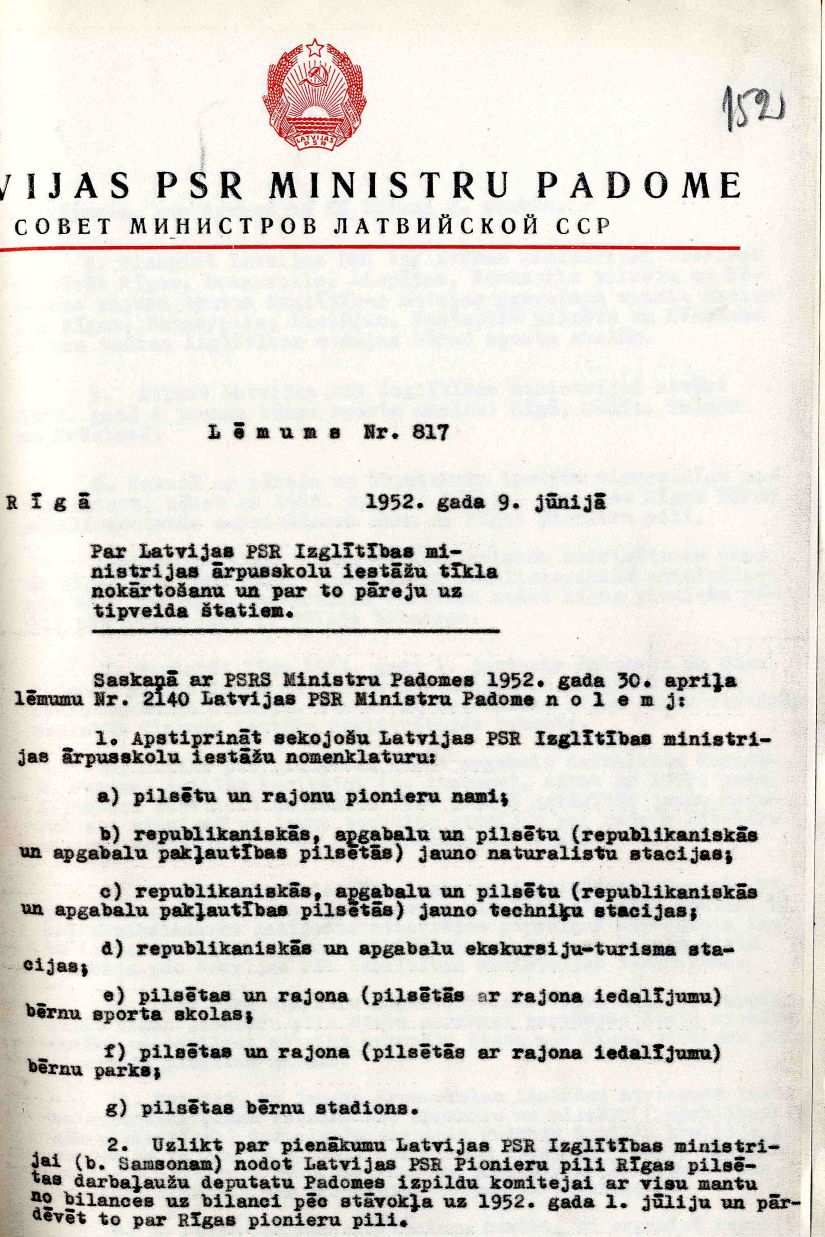 152
LATVIJAS
PSR
VIJAS PSR MINISTRU PADOME
СОВЕТ МИНИСТРОВ ЛАТВИЙСКОЙ ССР
Lēmums Nr. 817
Rīgā 1952. gada 9. jūnijā
Par Latvijas PSR Izglītības mi-
nistrijas ārpusskolu iestāžu tīkla
nokārtošanu un par to pāreju uz
tipveida štatiem.
Saskaņā ar PSRS Ministru Padomes 1952. gada 30. aprīļa
lēmumu Nr. 2140 Latvijas PSR Ministru Padome n o l e m j:
1. Apstiprināt sekojošu Latvijas PSR Izglītības ministri-
jas ārpusskolu iestāžu nomenklaturu:
a) pilsētu un rajonu pionieru nami;
b) republikaniskās, apgabalu un pilsētu (republikaniskās
un apgabalu pakļautības pilsētās) jauno naturalistu stacijas;
c) republikaniskās, apgabalu un pilsētu (republikaniskās
un apgabalu pakļautības pilsētās) jauno techniķu stacijas;
d) republikaniskās un apgabalu ekskursiju-turisma sta-
cijas;
e) pilsētas un rajona (pilsētās ar rajona iedalījumu)
bērnu sporta skolas;
f) pilsētas un rajona (pilsētās ar rajona iedalījumu)
bērnu parks;
g) pilsētas bērnu stadions.
2. Uzlikt par pienākumu Latvijas PSR Izglītības ministri-
jai (b. Samsonam) nodot Latvijas PSR Pionieru pili Rīgas pilsē-
tas darbaļaužu deputatu Padomes izpildu komitejai ar visu mantu
no bilances uz bilanci pēc stāvokļa uz 1952. gada 1. jūliju un pār-
dēvēt to par Rīgas pionieru pili.